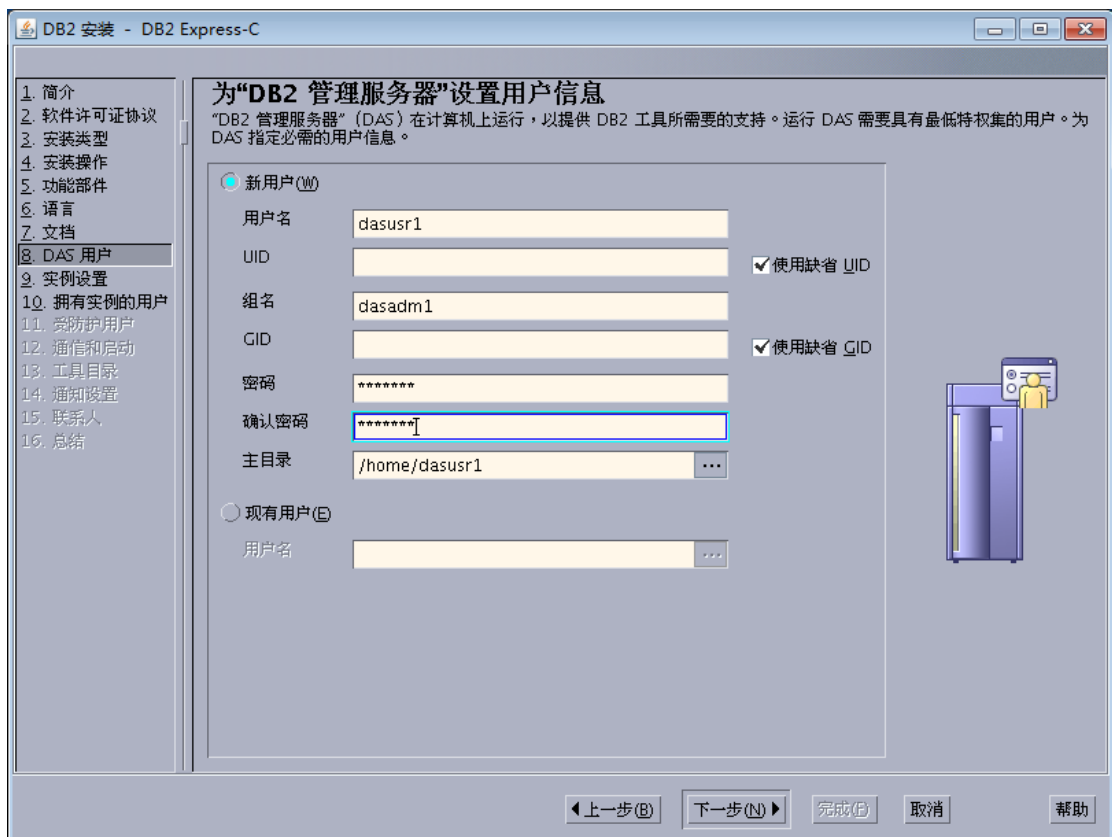 DB2 安装 - DB2 Express-C
1. 简介
2. 软件许可证协议
3. 安装类型
4. 安装操作
5. 功能部件
6. 语言
7. 文档
8. DAS 用户
9. 实例设置
10. 拥有实例的用户
11. 受防护用户
12. 通信和启动
13. 工具目录
14. 通知设置
15. 联系人
16. 总结
为“DB2 管理服务器”设置用户信息
“DB2 管理服务器”（DAS）在计算机上运行，以提供 DB2 工具所需要的支持。运行 DAS 需要具有最低特权集的用户。为
DAS 指定必需的用户信息。
新用户(W)
用户名 dasusr1
UID 使用缺省 UID
组名 dasadm1
GID 使用缺省 GID
密码 *******
确认密码 *******
主目录 /home/dasusr1 ...
现有用户(E)
用户名 ...
上一步(B) 下一步(N) 完成(F) 取消 帮助